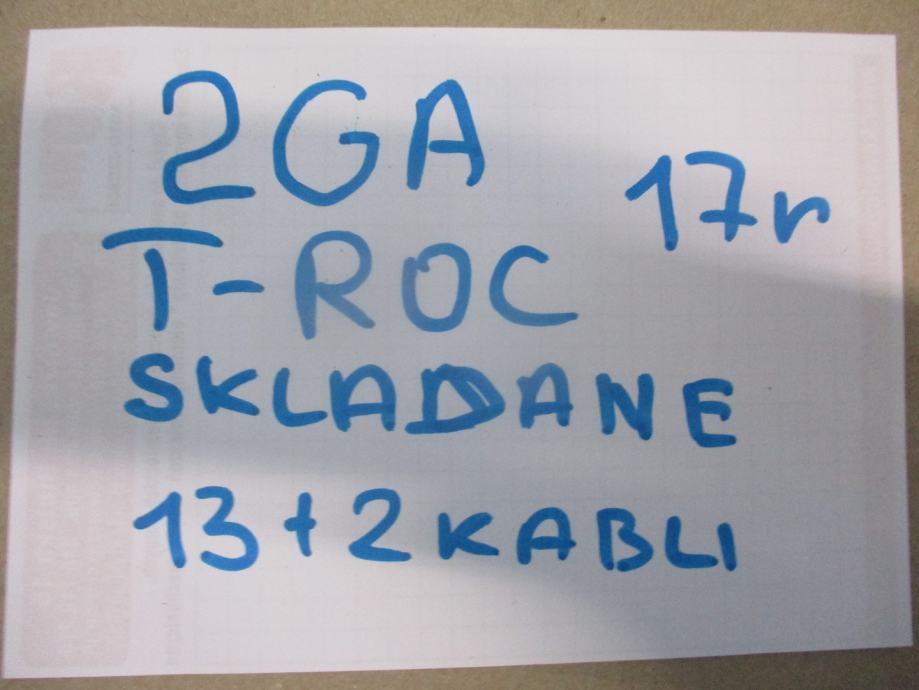 2GA
17r
T-ROC
SKLADANE
13+2 KABLI